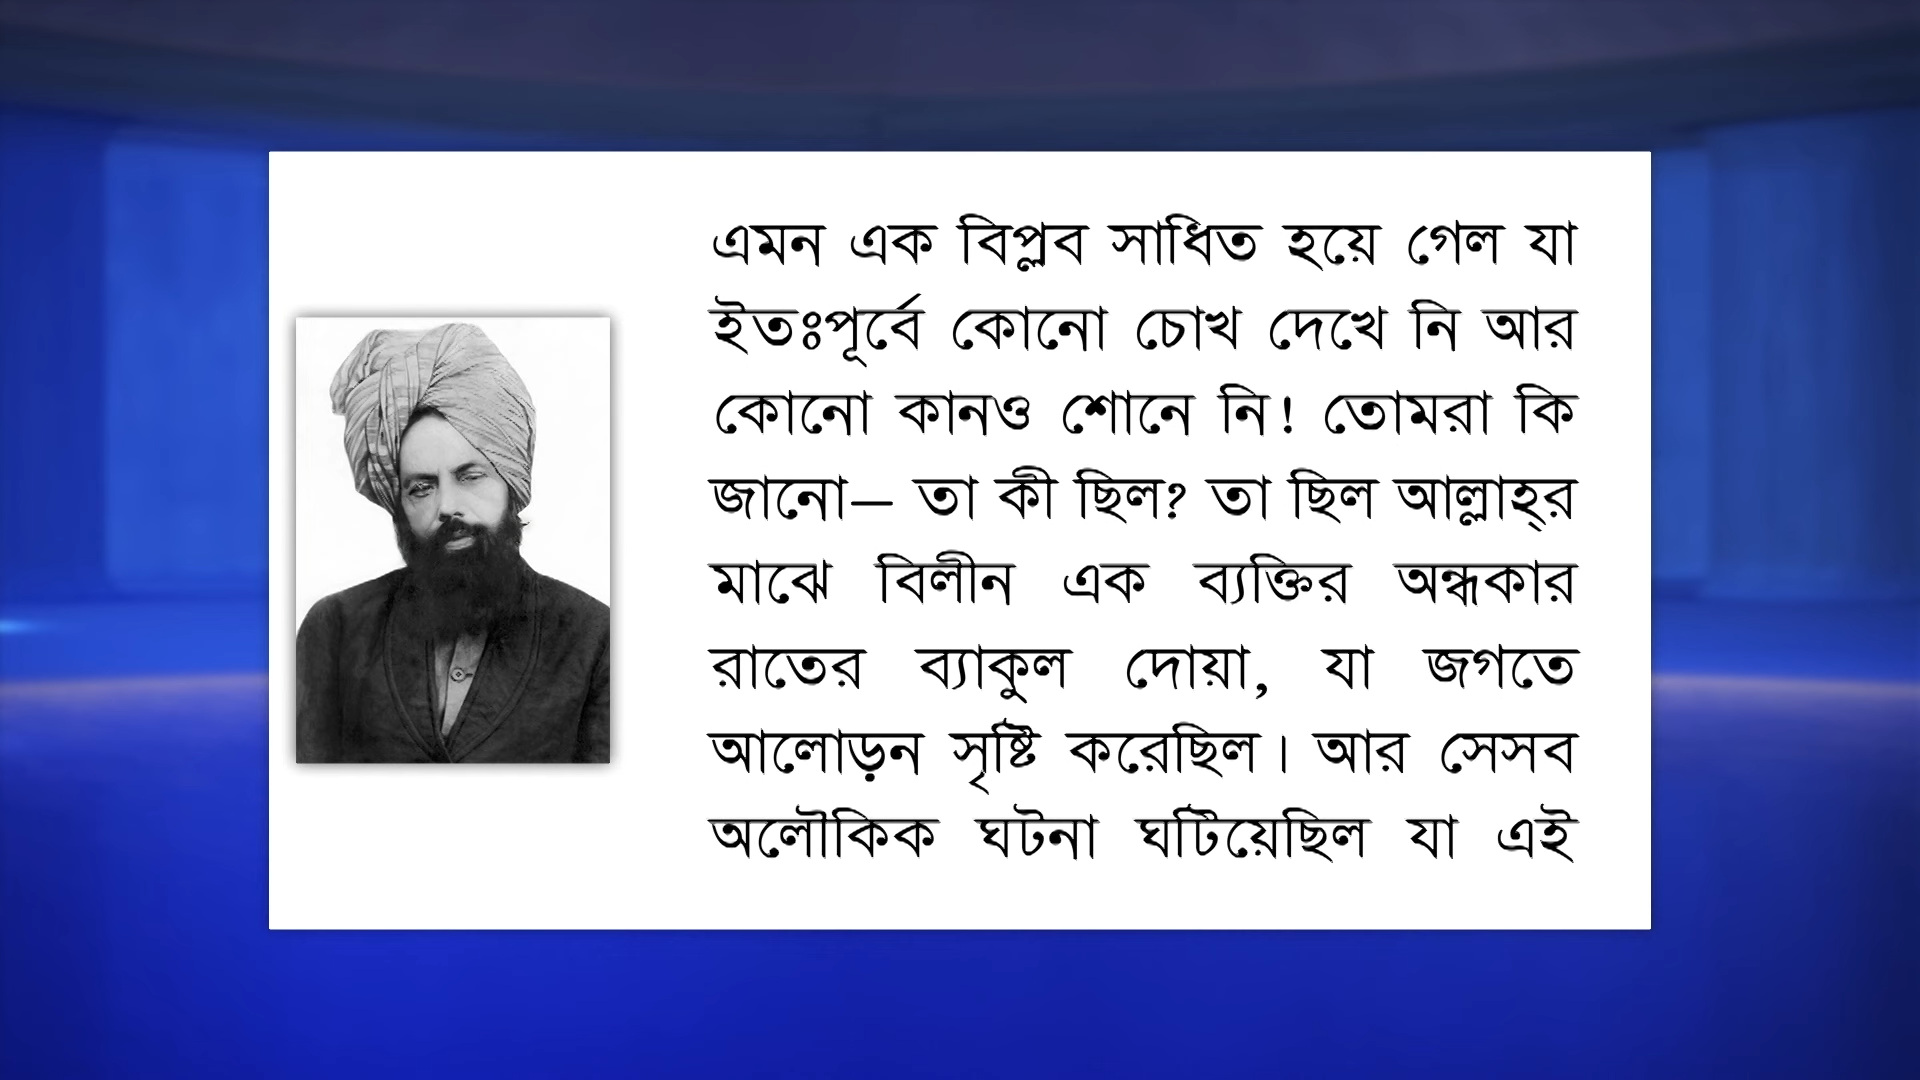 এমন এক বিপ্লব সাধিত হয়ে গেল যা
ইতঃপূর্বে কোনো চোখ দেখে নি আর
কোনো কানও শোনে নি! তোমরা কি
জানো— তা কী ছিল? তা ছিল আল্লাহ্‌র
মাঝে বিলীন এক ব্যক্তির অন্ধকার
রাতের ব্যাকুল দোয়া, যা জগতে
আলোড়ন সৃষ্টি করেছিল। আর সেসব
অলৌকিক ঘটনা ঘটিয়েছিল যা এই